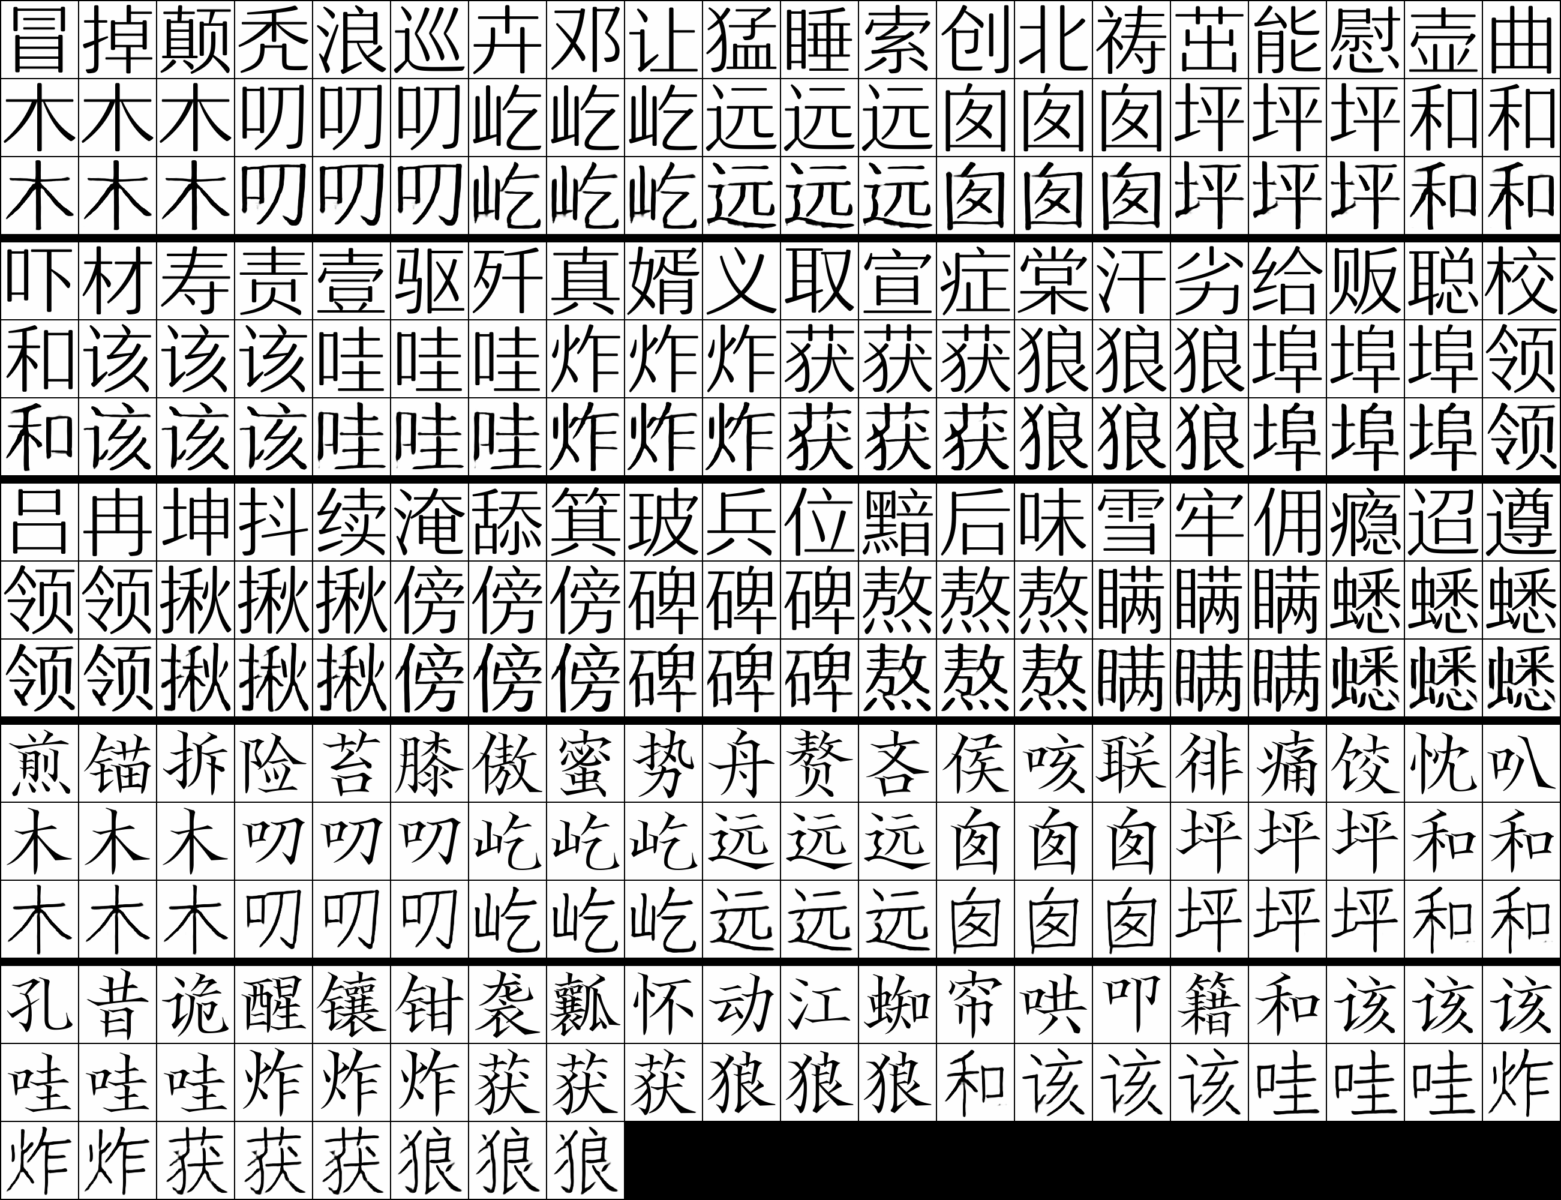 冒掉颠秃浪巡卉邓让猛睡索创北祷茁能慰壶曲
木木木叨叨叨屹屹屹远远远囱囱囱坪坪坪和和
木木木叨叨叨屹屹屹远远远囱囱囱坪坪坪和和
吓材寿责壹驱歼真婿义取宣症棠汗劣给贩聪校
和该该该哇哇哇炸炸炸获获获狼狼狼埠埠埠领
和该该该哇哇哇炸炸炸获获获狼狼狼埠埠埠领
吕冉坤抖续淹舔箕玻兵位黯后味雪牢佣瘾迢遵
领领揪揪揪傍傍傍碑碑碑熬熬熬瞒瞒瞒蟋蟋蟋
领领揪揪揪傍傍傍碑碑碑熬熬熬瞒瞒瞒蟋蟋蟋
煎锚拆险苔膝傲蜜势舟赘吝侯咳联徘痛饺忱叭
木木木叨叨叨屹屹屹远远远囱囱囱坪坪坪和和
木木木叨叨叨屹屹屹远远远囱囱囱坪坪坪和和
孔昔诡醒镶钳袭瓤怀动江蜘帘哄叩籍和该该该
哇哇哇炸炸炸获获获狼狼狼和该该该哇哇哇炸
炸炸获获获狼狼狼